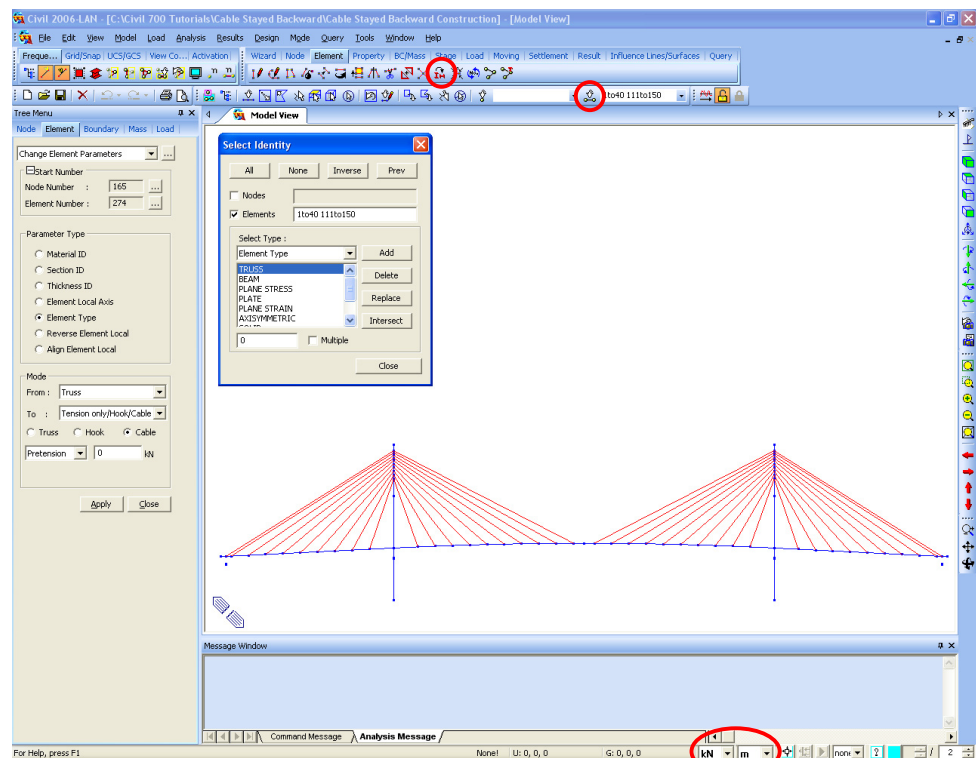 Civil 2006-LAN - [C:\Civil 700 Tutorials\Cable Stayed Backward\Cable Stayed Backward Construction] - [Model View]
File Edit View Model Load Analysis Results Design Mode Query Tools Window Help
Freque... Grid/Snap UCS/GCS View Co... Activation Wizard Node Element Property BC/Mass Stage Load Moving Settlement Result Influence Lines/Surfaces Query
1to40 111to150
Tree Menu
Model View
Node Element Boundary Mass Load
Change Element Parameters ...
Start Number
Node Number : 165 ...
Element Number : 274 ...
Parameter Type
Material ID
Section ID
Thickness ID
Element Local Axis
Element Type
Reverse Element Local
Align Element Local
Mode
From : Truss
To : Tension only/Hook/Cable
Truss Hook Cable
Pretension 0 kN
Apply Close
Select Identity
All None Inverse Prev
Nodes
Elements 1to40 111to150
Select Type :
Element Type Add
TRUSS
BEAM
PLANE STRESS
PLATE
PLANE STRAIN
AXISYMMETRIC
SOLID
Delete
Replace
Intersect
0 Multiple
Close
Message Window
Command Message Analysis Message
For Help, press F1 None! U: 0, 0, 0 G: 0, 0, 0 kN m none ? / 2